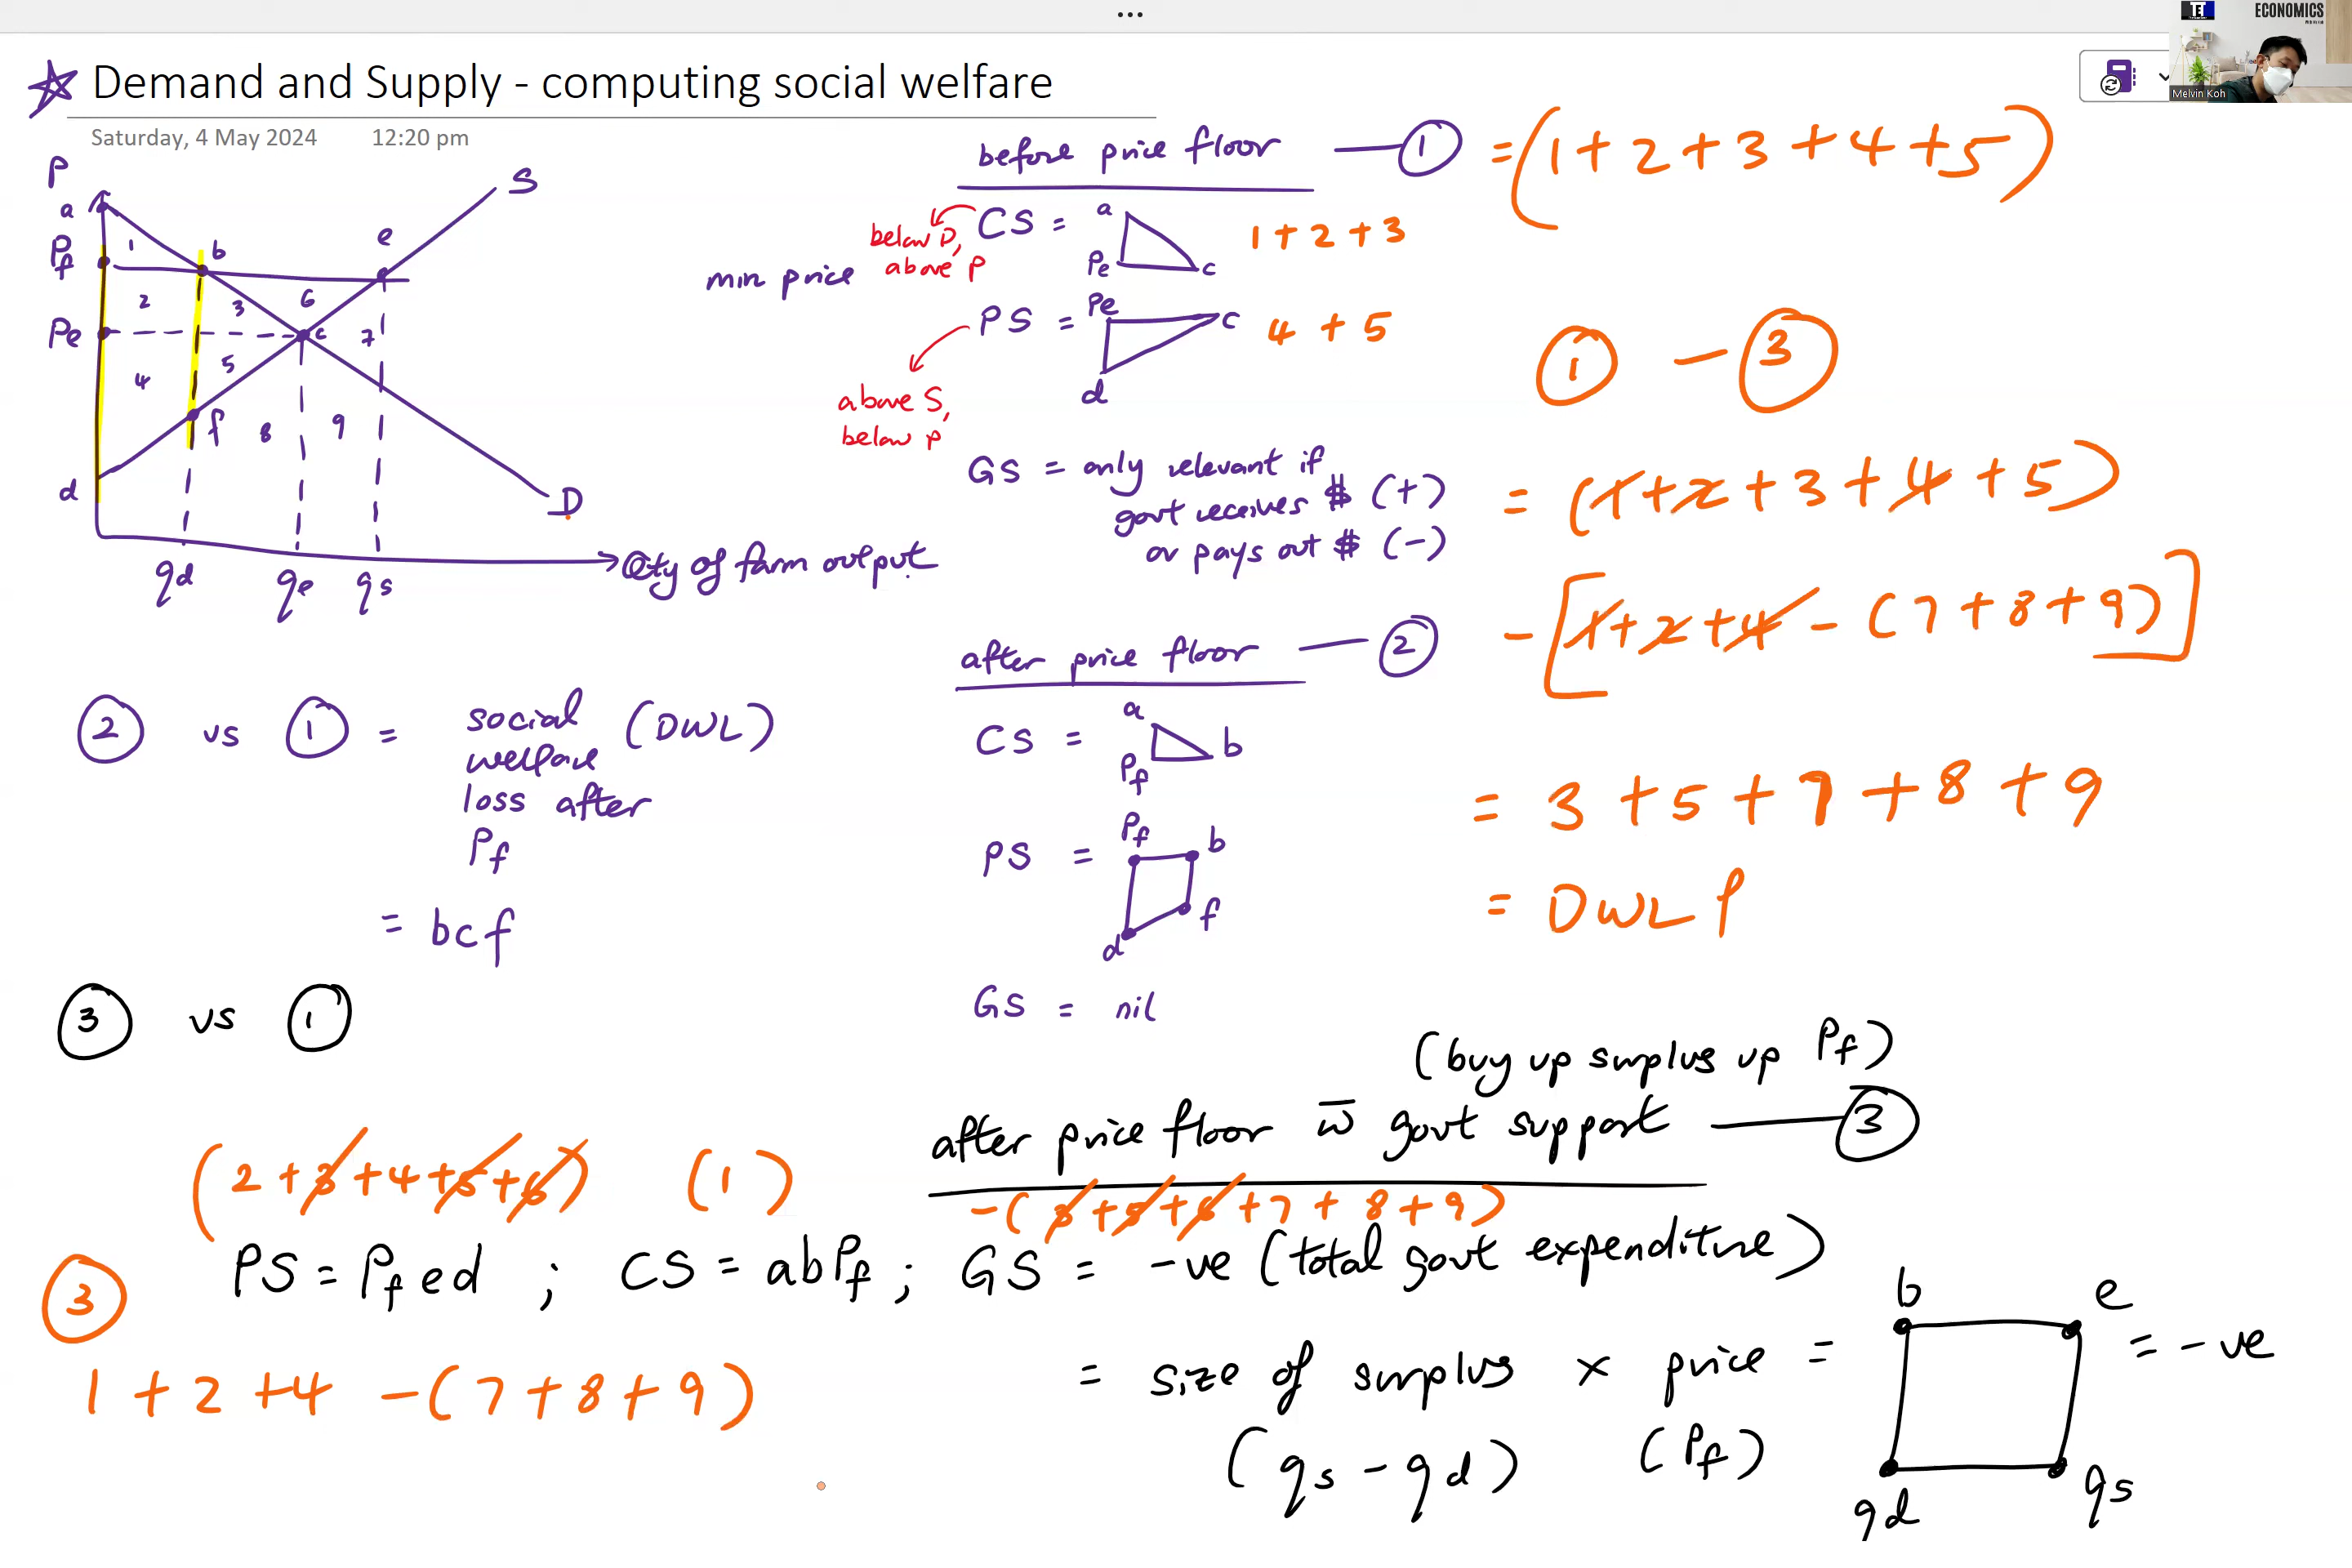 •••
TET
ECONOMICS
Melvin Koh
Demand and Supply - computing social welfare
Saturday, 4 May 2024 12:20 pm
P
a
Pf
Pe
d
1
2
3
4
5
6
7
8
9
b
e
c
f
S
D
qd qe qs
Qty of farm output
min price
before price floor — 1 = (1 + 2 + 3 + 4 + 5)
below D, above P
CS = a Pe c 1 + 2 + 3
PS = Pe c d 4 + 5
above S, below P
GS = only relevant if
govt receives $ (+)
or pays out $ (-)
1 - 3
= (1 + 2 + 3 + 4 + 5)
- [1 + 2 + 4 - (7 + 8 + 9)]
= 3 + 5 + 7 + 8 + 9
= DWL P
after price floor — 2
CS = a Pf b
PS = Pf b f d
GS = nil
2 vs 1 = social (DWL)
welfare
loss after
Pf
= bcf
3 vs 1
(buy up surplus up Pf)
after price floor w̄ govt support — 3
(2 + 3 + 4 + 5 + 6) (1) -(3 + 5 + 6 + 7 + 8 + 9)
3 PS = Pf ed ; CS = abPf ; GS = -ve (total govt expenditure)
1 + 2 + 4 - (7 + 8 + 9)
= size of surplus x price = b e qd qs = -ve
(qs - qd) (Pf)